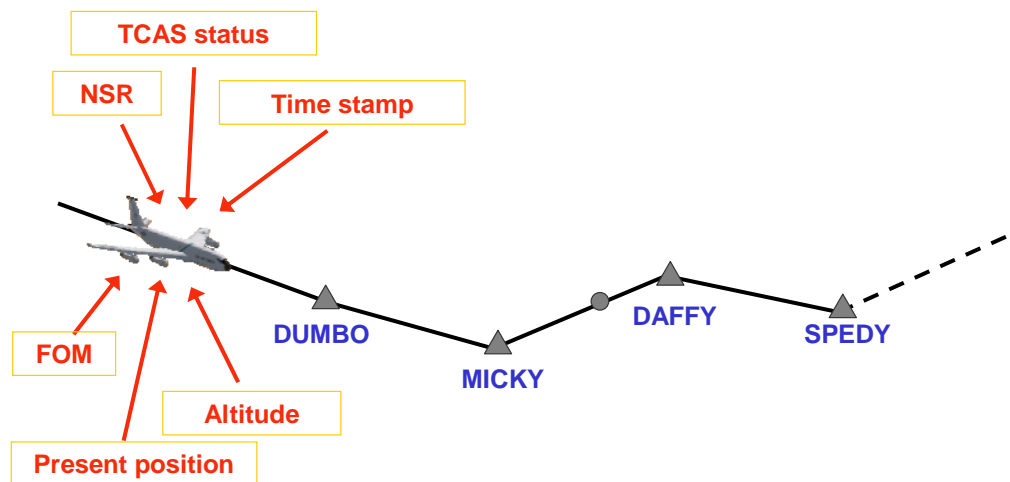 TCAS status
NSR
Time stamp
DUMBO
DAFFY
SPEDY
FOM
MICKY
Altitude
Present position